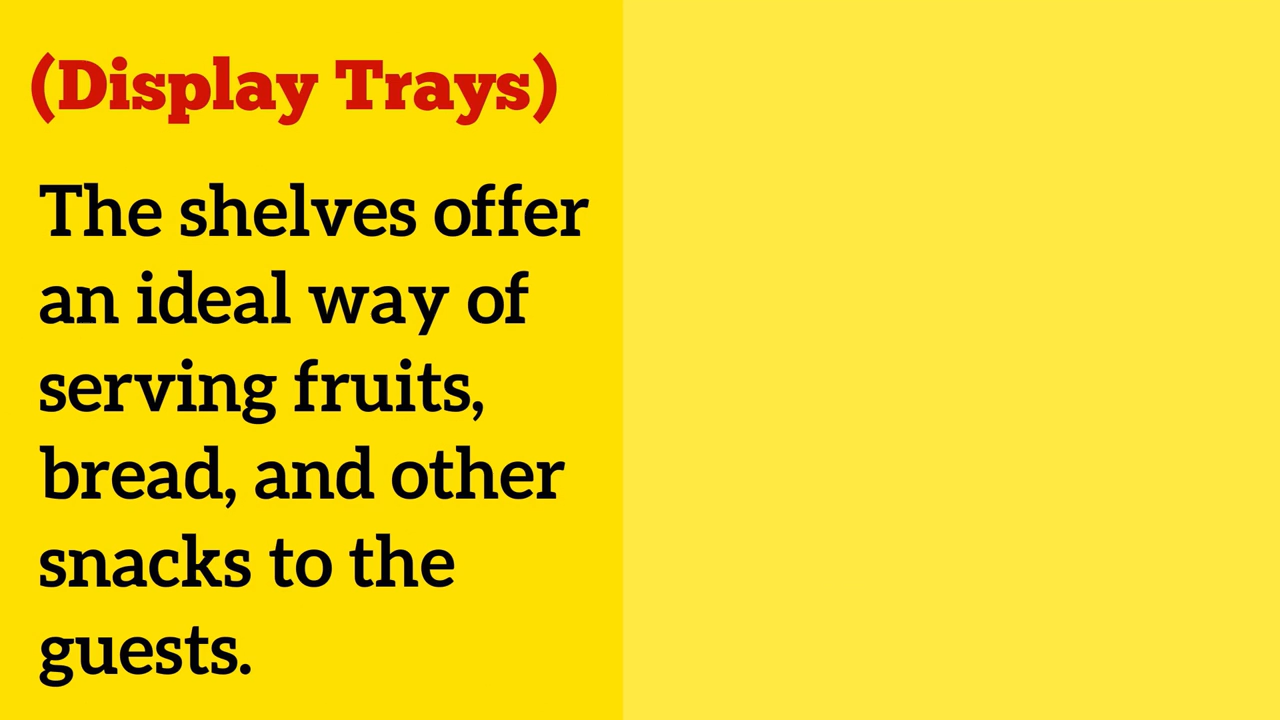 (Display Trays)
The shelves offer
an ideal way of
serving fruits,
bread, and other
snacks to the
guests.